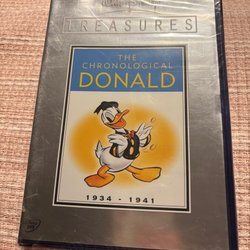 TREASURES
THE
CHRONOLOGICAL
DONALD
1934 - 1941